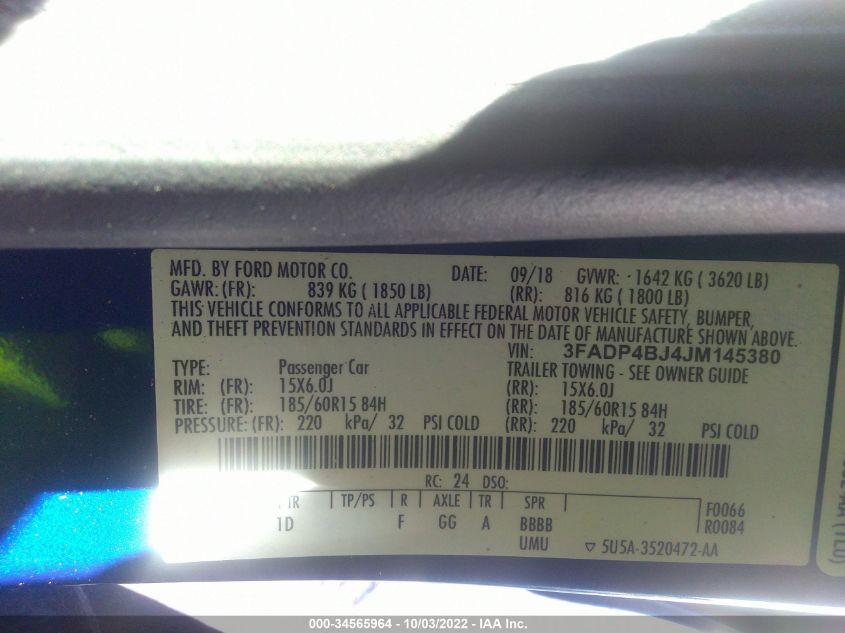 MFD. BY FORD MOTOR CO. DATE: 09/18 GVWR: 1642 KG ( 3620 LB)
GAWR: (FR): 839 KG ( 1850 LB) (RR): 816 KG ( 1800 LB)
THIS VEHICLE CONFORMS TO ALL APPLICABLE FEDERAL MOTOR VEHICLE SAFETY, BUMPER,
AND THEFT PREVENTION STANDARDS IN EFFECT ON THE DATE OF MANUFACTURE SHOWN ABOVE.
VIN: 3FADP4BJ4JM145380
TYPE: Passenger Car TRAILER TOWING - SEE OWNER GUIDE
RIM: (FR): 15X6.0J (RR): 15X6.0J
TIRE: (FR): 185/60R15 84H (RR): 185/60R15 84H
PRESSURE: (FR): 220 kPa/ 32 PSI COLD (RR): 220 kPa/ 32 PSI COLD
RC: 24 DSO:
TR TP/PS R AXLE TR SPR F0066
1D F GG A BBBB R0084
UMU ▽ 5U5A-3520472-AA
000-34565964 - 10/03/2022 - IAA Inc.